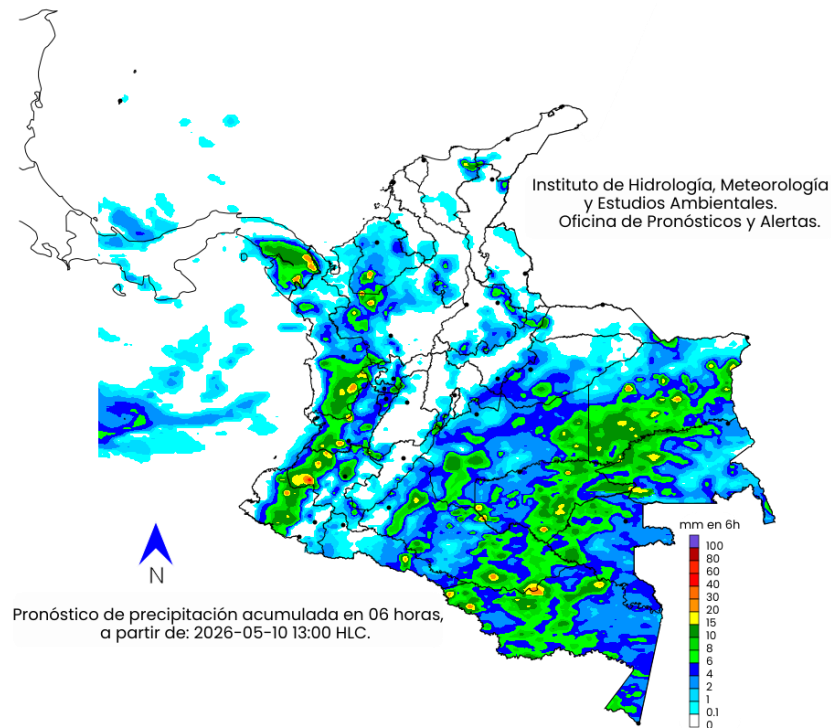 Instituto de Hidrología, Meteorología
y Estudios Ambientales.
Oficina de Pronósticos y Alertas.
N
Pronóstico de precipitación acumulada en 06 horas,
a partir de: 2026-05-10 13:00 HLC.
mm en 6h
100
80
60
40
30
20
15
10
8
6
4
2
1
0.1
0